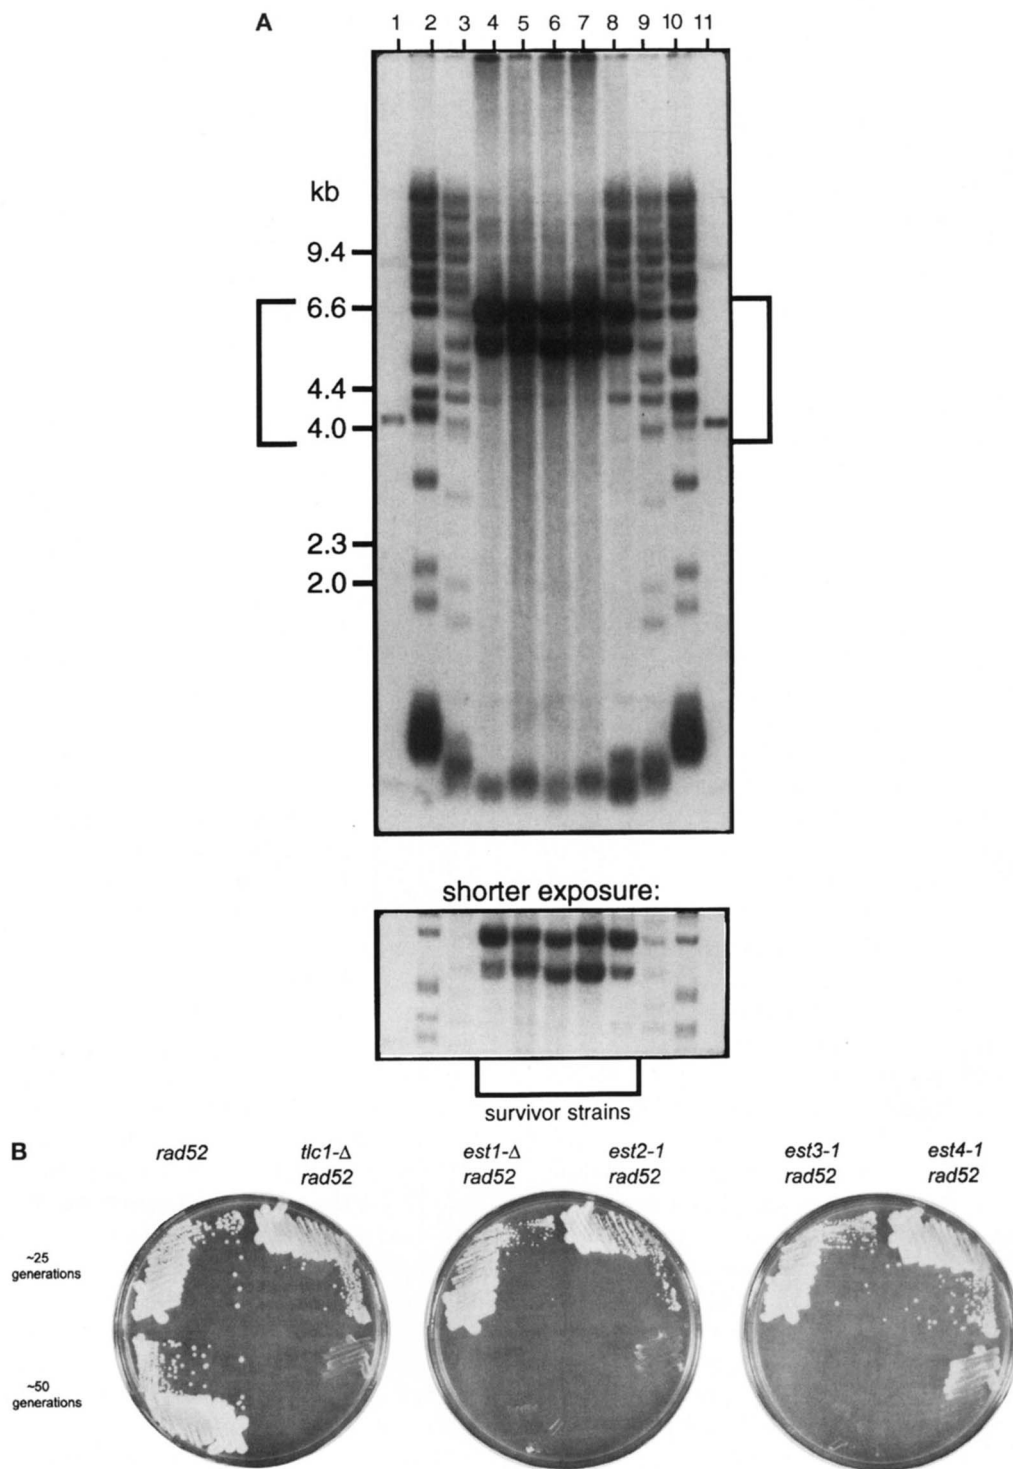 A
1 2 3 4 5 6 7 8 9 10 11
kb
9.4
6.6
4.4
4.0
2.3
2.0
shorter exposure:
survivor strains
B
rad52 tlc1-Δ rad52
est1-Δ rad52 est2-1 rad52
est3-1 rad52 est4-1 rad52
~25
generations
~50
generations